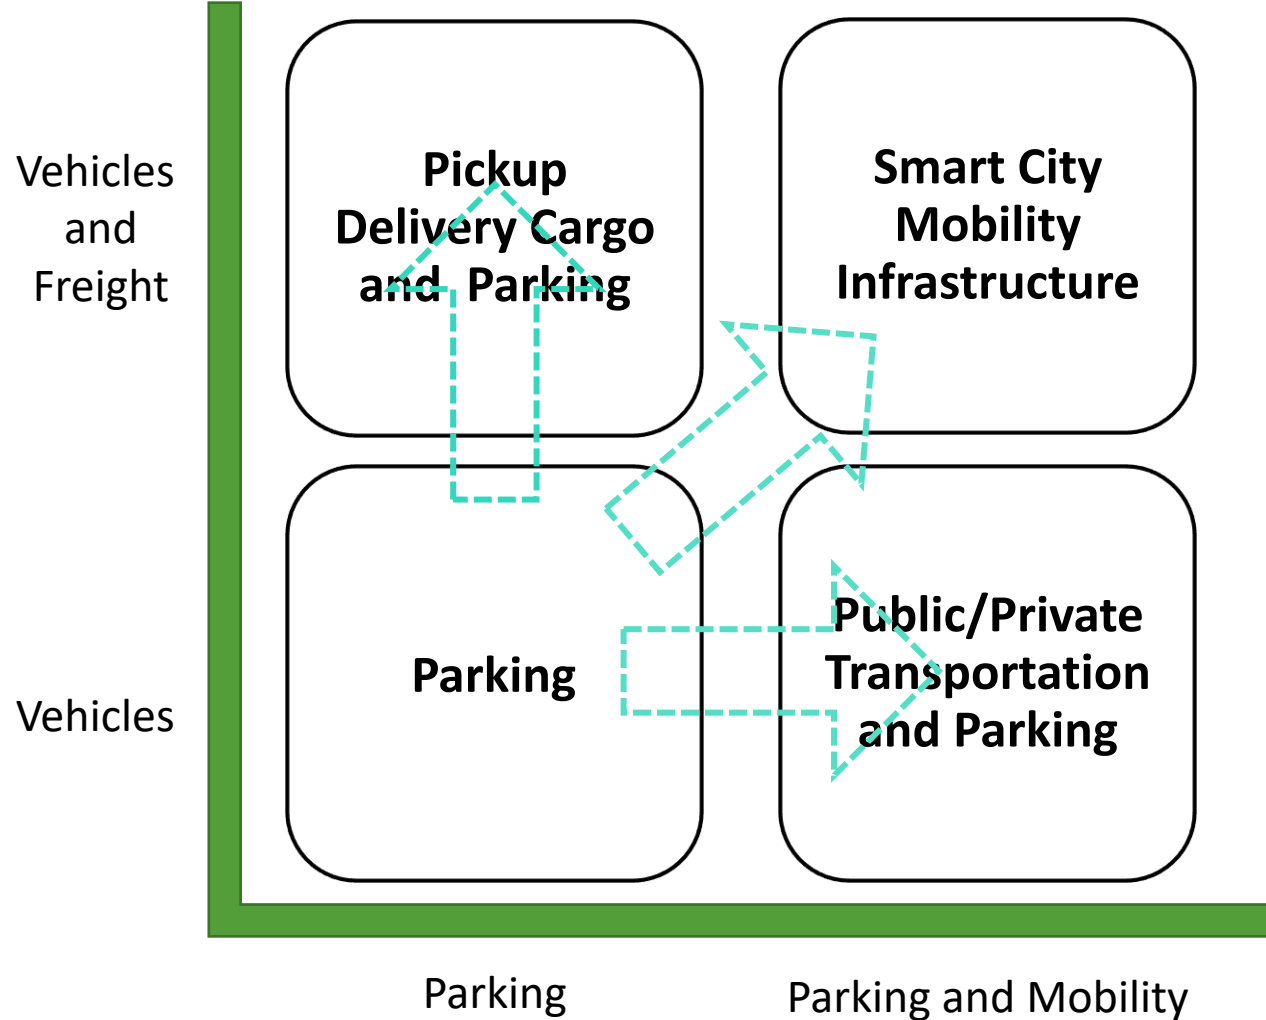 Vehicles
and
Freight
Pickup
Delivery Cargo
and  Parking
Smart City
Mobility
Infrastructure
Vehicles
Parking
Public/Private
Transportation
and Parking
Parking
Parking and Mobility